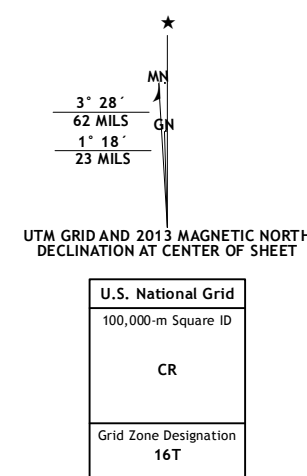 ★
MN
3° 28´
62 MILS
GN
1° 18´
23 MILS
UTM GRID AND 2013 MAGNETIC NORTH
DECLINATION AT CENTER OF SHEET
U.S. National Grid
100,000-m Square ID
CR
Grid Zone Designation
16T